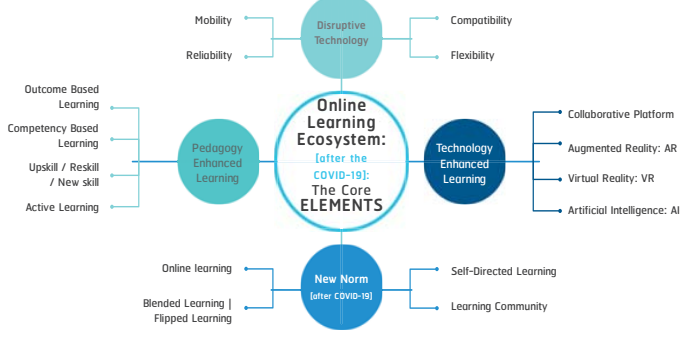 Mobility
Reliability
Disruptive
Technology
Compatibility
Flexibility
Outcome Based
Learning
Competency Based
Learning
Upskill / Reskill
/ New skill
Active Learning
Pedagogy
Enhanced
Learning
Online
Learning
Ecosystem:
[after the
COVID-19]:
The Core
ELEMENTS
Technology
Enhanced
Learning
Collaborative Platform
Augmented Reality: AR
Virtual Reality: VR
Artificial Intelligence: AI
Online learning
Blended Learning |
Flipped Learning
New Norm
[after COVID-19]
Self-Directed Learning
Learning Community